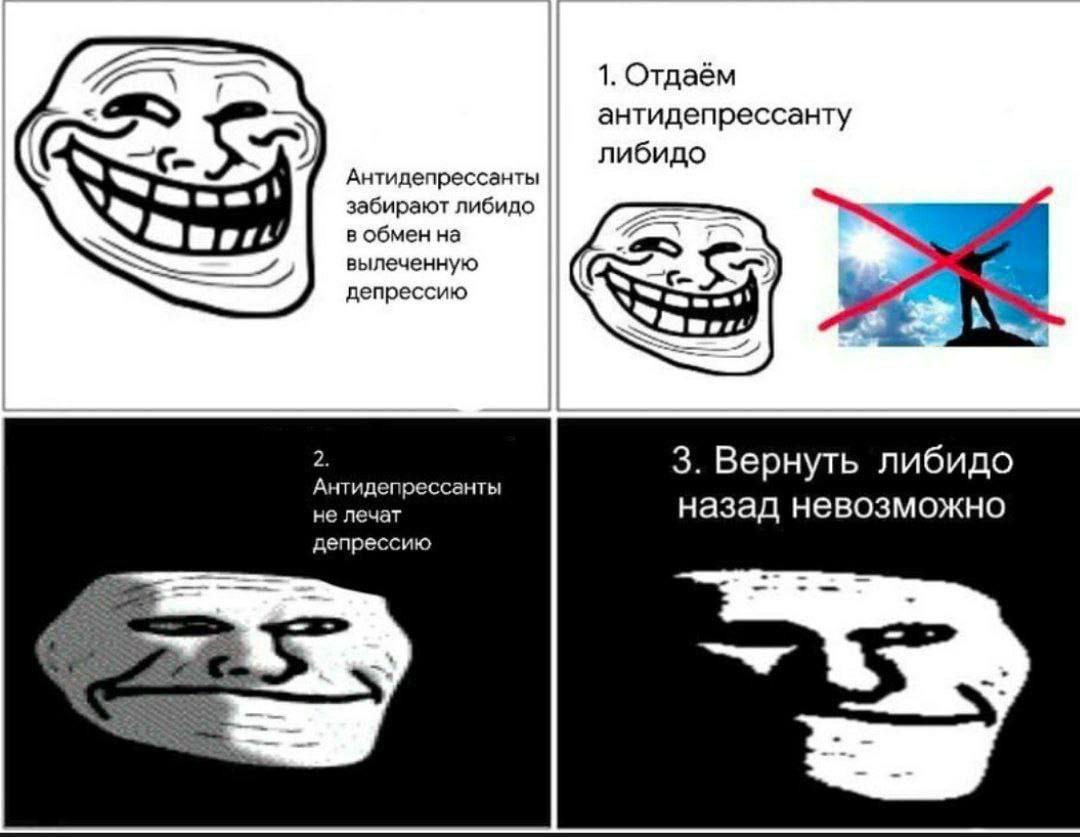 Антидепрессанты
забирают либидо
в обмен на
вылеченную
депрессию
1. Отдаём
антидепрессанту
либидо
2.
Антидепрессанты
не лечат
депрессию
3. Вернуть либидо
назад невозможно